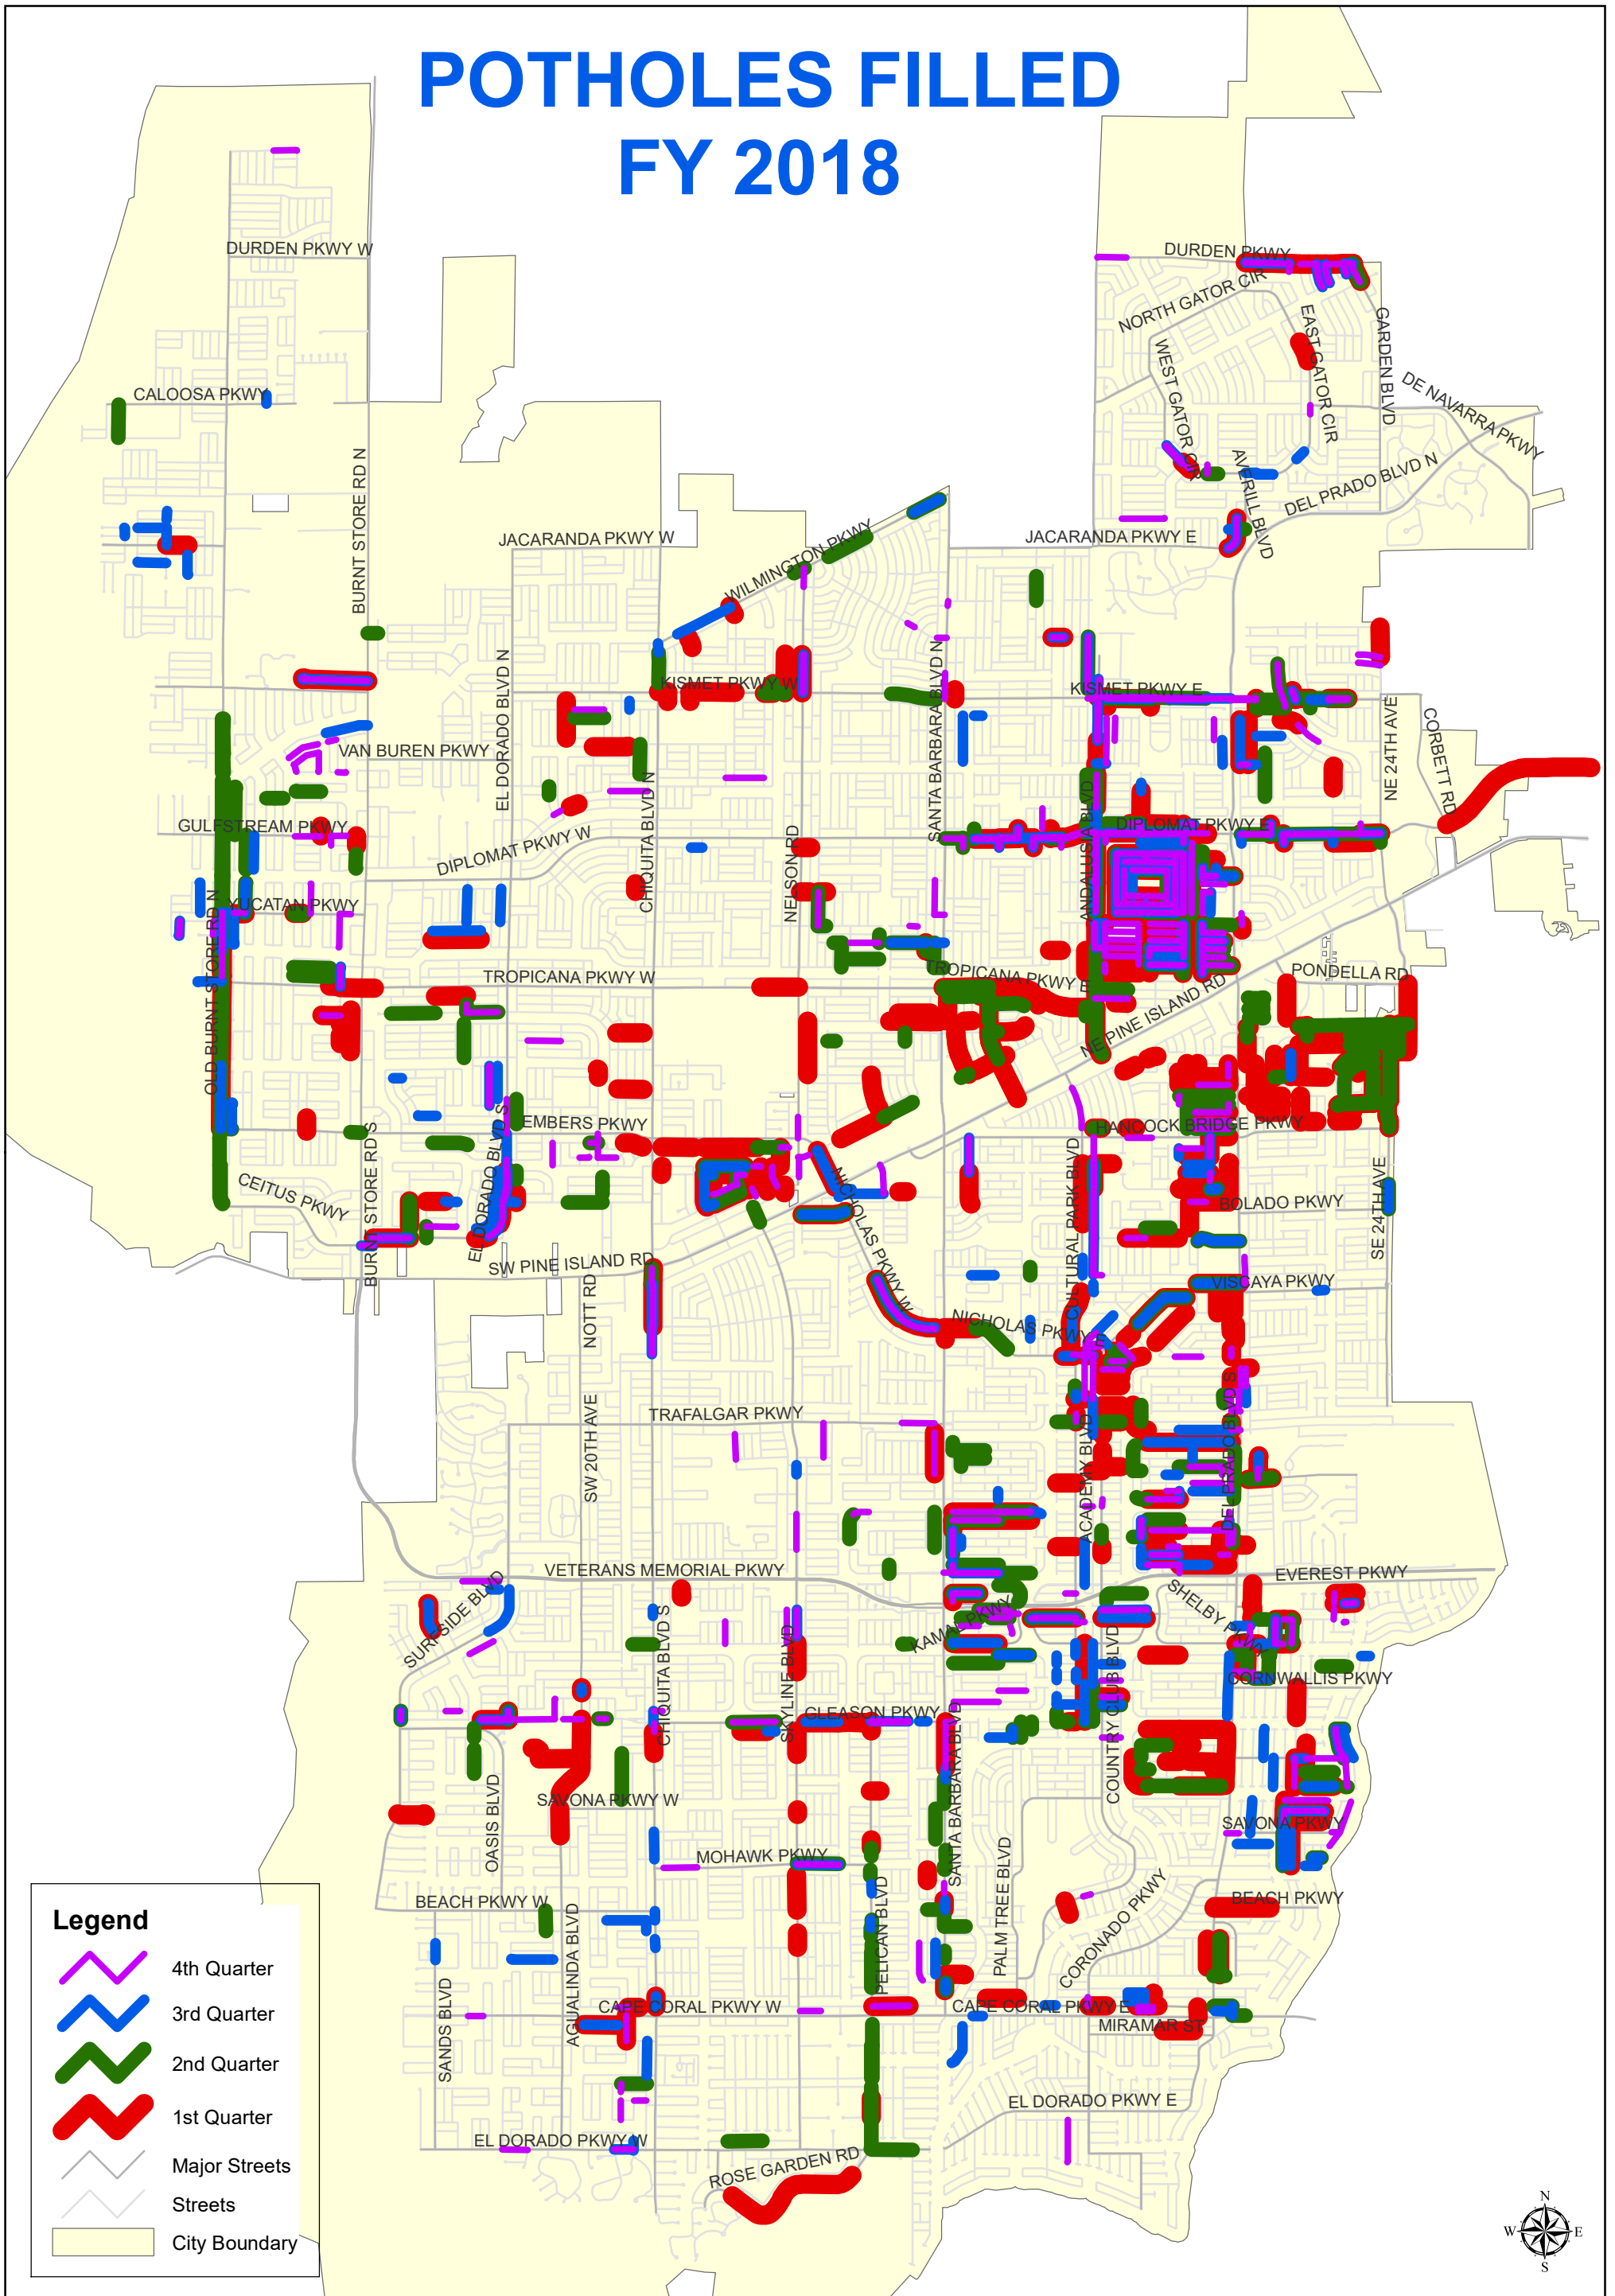 POTHOLES FILLED
FY 2018
DURDEN PKWY W
DURDEN PKWY
NORTH GATOR CIR
EAST GATOR CIR
WEST GATOR CIR
GARDEN BLVD
DE NAVARRA PKWY
CALOOSA PKWY
AVERILL BLVD
DEL PRADO BLVD N
BURNT STORE RD N
JACARANDA PKWY W
WILMINGTON PKWY
JACARANDA PKWY E
EL DORADO BLVD N
KISMET PKWY W
SANTA BARBARA BLVD N
KISMET PKWY E
NE 24TH AVE
CORBETT RD
VAN BUREN PKWY
CHIQUITA BLVD N
GULFSTREAM PKWY
DIPLOMAT PKWY W
NELSON RD
ANDALUSIA BLVD
DIPLOMAT PKWY E
YUCATAN PKWY
OLD BURNT STORE RD N
TROPICANA PKWY W
TROPICANA PKWY E
NE PINE ISLAND RD
PONDELLA RD
EMBERS PKWY
HANCOCK BRIDGE PKWY
CEITUS PKWY
BURNT STORE RD S
EL DORADO BLVD S
NICHOLAS PKWY W
CULTURAL PARK BLVD
BOLADO PKWY
SE 24TH AVE
SW PINE ISLAND RD
VISCAYA PKWY
NOTT RD
NICHOLAS PKWY E
TRAFALGAR PKWY
SW 20TH AVE
ACADEMY BLVD
DEL PRADO BLVD S
VETERANS MEMORIAL PKWY
EVEREST PKWY
SURFSIDE BLVD
SHELBY PKWY
KAMAL PKWY
CHIQUITA BLVD S
SKYLINE BLVD
COUNTRY CLUB BLVD
CORNWALLIS PKWY
GLEASON PKWY
SANTA BARBARA BLVD
OASIS BLVD
SAVONA PKWY W
SAVONA PKWY
MOHAWK PKWY
PALM TREE BLVD
CORONADO PKWY
BEACH PKWY W
BEACH PKWY
AGUALINDA BLVD
PELICAN BLVD
SANDS BLVD
CAPE CORAL PKWY W
CAPE CORAL PKWY E
MIRAMAR ST
EL DORADO PKWY E
EL DORADO PKWY W
ROSE GARDEN RD
Legend
4th Quarter
3rd Quarter
2nd Quarter
1st Quarter
Major Streets
Streets
City Boundary
N
W
E
S